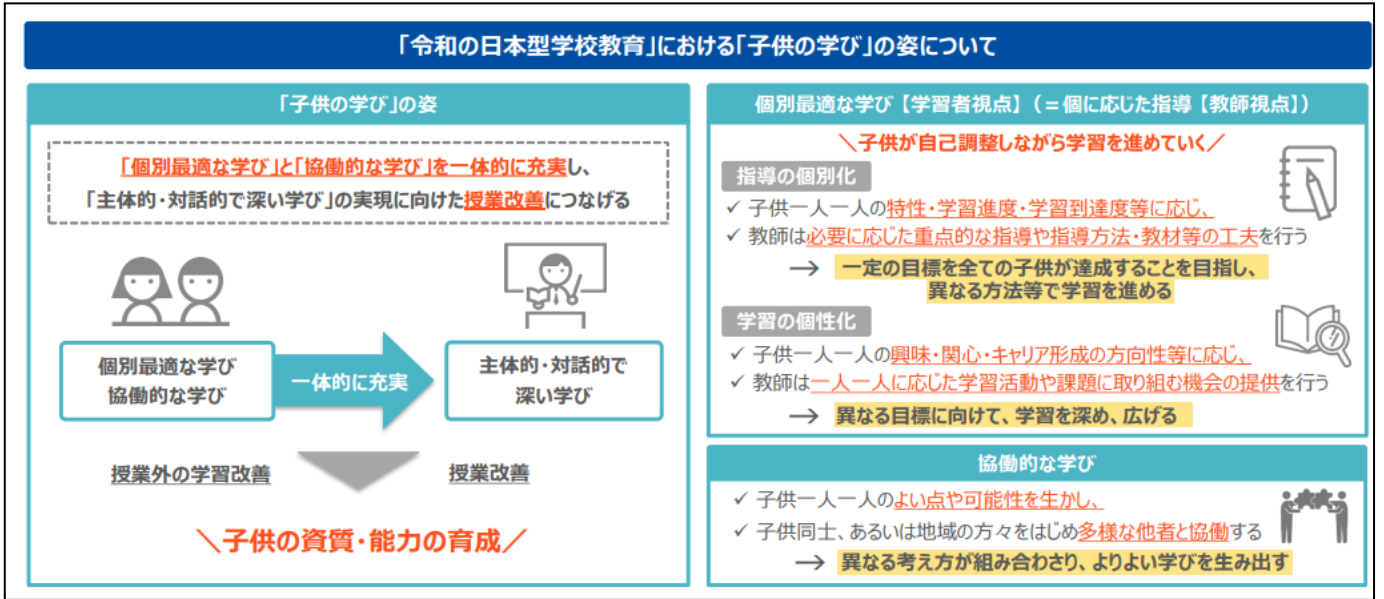 「令和の日本型学校教育」における「子供の学び」の姿について
「子供の学び」の姿
「個別最適な学び」と「協働的な学び」を一体的に充実し、
「主体的・対話的で深い学び」の実現に向けた授業改善につなげる
個別最適な学び
協働的な学び
一体的に充実
主体的・対話的で
深い学び
授業外の学習改善
授業改善
＼子供の資質・能力の育成／
個別最適な学び【学習者視点】（＝個に応じた指導【教師視点】）
＼子供が自己調整しながら学習を進めていく／
指導の個別化
✓ 子供一人一人の特性・学習進度・学習到達度等に応じ、
✓ 教師は必要に応じた重点的な指導や指導方法・教材等の工夫を行う
→ 一定の目標を全ての子供が達成することを目指し、
異なる方法等で学習を進める
学習の個性化
✓ 子供一人一人の興味・関心・キャリア形成の方向性等に応じ、
✓ 教師は一人一人に応じた学習活動や課題に取り組む機会の提供を行う
→ 異なる目標に向けて、学習を深め、広げる
協働的な学び
✓ 子供一人一人のよい点や可能性を生かし、
✓ 子供同士、あるいは地域の方々をはじめ多様な他者と協働する
→ 異なる考え方が組み合わさり、よりよい学びを生み出す